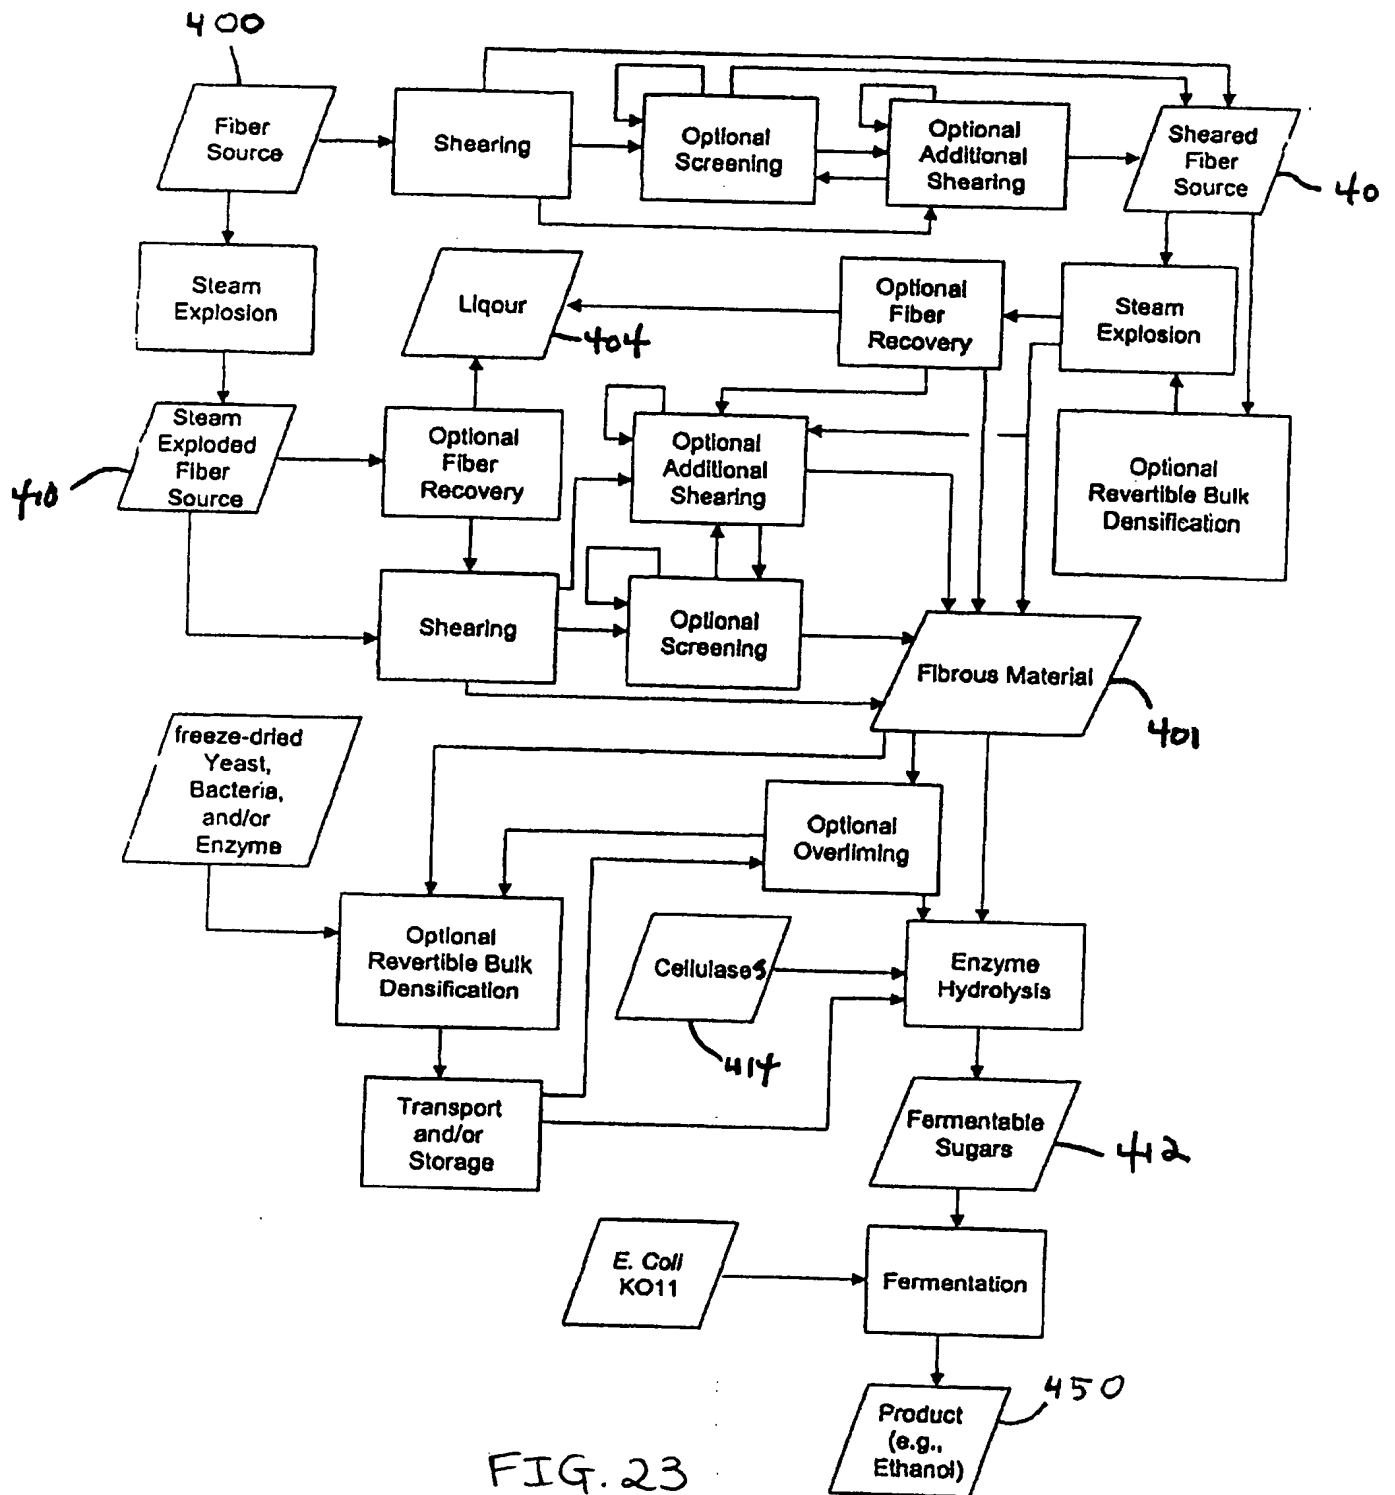 400
Fiber
Source
Shearing
Optional
Screening
Optional
Additional
Shearing
Sheared
Fiber
Source
40
Steam
Explosion
Liqour
404
Optional
Fiber
Recovery
Steam
Explosion
Steam
Exploded
Fiber
Source
410
Optional
Fiber
Recovery
Optional
Additional
Shearing
Optional
Revertible Bulk
Densification
Shearing
Optional
Screening
Fibrous Material
401
freeze-dried
Yeast,
Bacteria,
and/or
Enzyme
Optional
Overliming
Optional
Revertible Bulk
Densification
Cellulases
414
Enzyme
Hydrolysis
Transport
and/or
Storage
Fermentable
Sugars
412
E. Coli
KO11
Fermentation
Product
(e.g.,
Ethanol)
450
FIG. 23